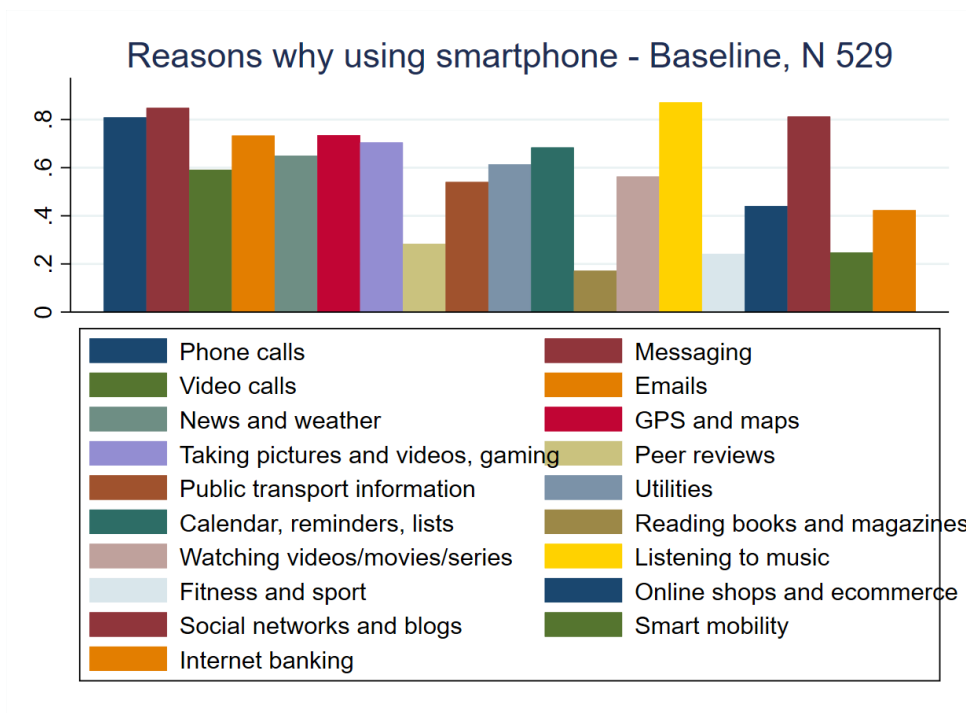 Reasons why using smartphone - Baseline, N 529
.8
.6
.4
.2
0
Phone calls
Messaging
Video calls
Emails
News and weather
GPS and maps
Taking pictures and videos, gaming
Peer reviews
Public transport information
Utilities
Calendar, reminders, lists
Reading books and magazines
Watching videos/movies/series
Listening to music
Fitness and sport
Online shops and ecommerce
Social networks and blogs
Smart mobility
Internet banking